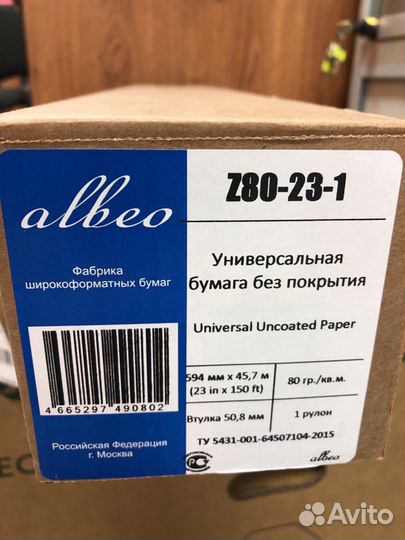 albeo
Фабрика
широкоформатных бумаг
4 665297 490802
Российская Федерация
г. Москва
Z80-23-1
Универсальная
бумага без покрытия
Universal Uncoated Paper
594 мм x 45,7 м
(23 in x 150 ft)
80 гр./кв.м.
Втулка 50,8 мм
1 рулон
ТУ 5431-001-64507104-2015
albeo
Avito